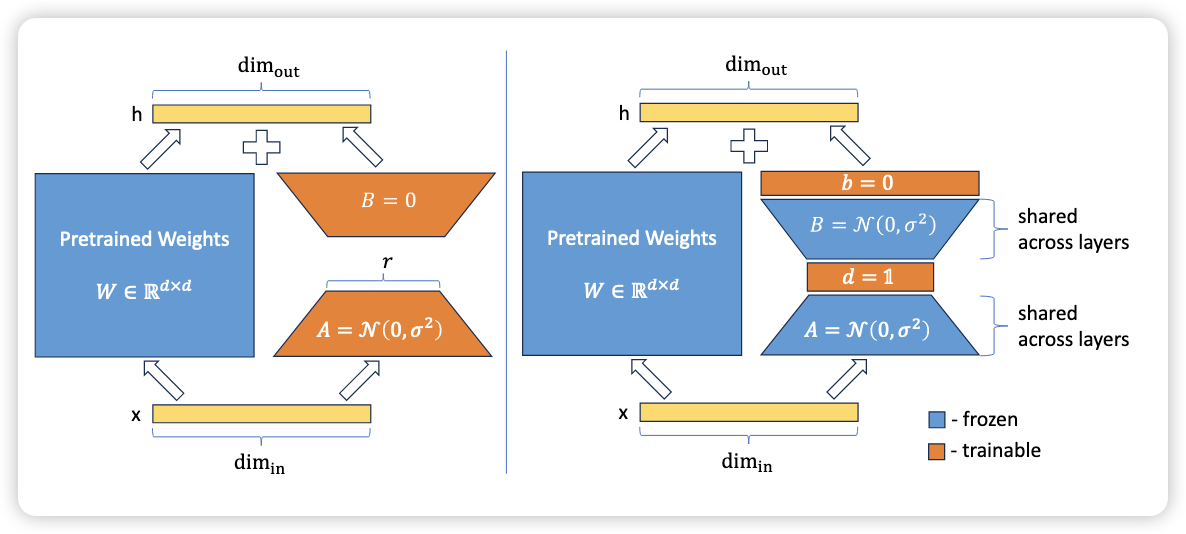 dim_out
h
B = 0
Pretrained Weights
W ∈ ℝ^{d×d}
r
A = 𝒩(0, σ²)
x
dim_in
dim_out
h
b = 0
B = 𝒩(0, σ²)
shared
across layers
Pretrained Weights
W ∈ ℝ^{d×d}
d = 𝟙
A = 𝒩(0, σ²)
shared
across layers
x
dim_in
- frozen
- trainable